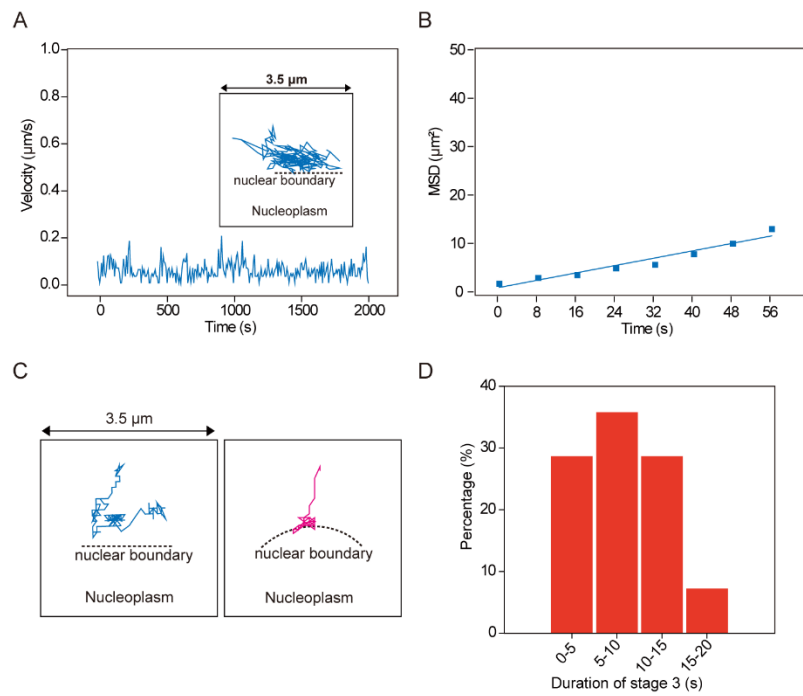 A
Velocity (μm/s)
1.0
0.8
0.6
0.4
0.2
0.0
3.5 μm
nuclear boundary
Nucleoplasm
0 500 1000 1500 2000
Time (s)
B
MSD (μm²)
50
40
30
20
10
0
0 8 16 24 32 40 48 56
Time (s)
C
3.5 μm
nuclear boundary
Nucleoplasm
nuclear boundary
Nucleoplasm
D
Percentage (%)
40
30
20
10
0
0-5 5-10 10-15 15-20
Duration of stage 3 (s)